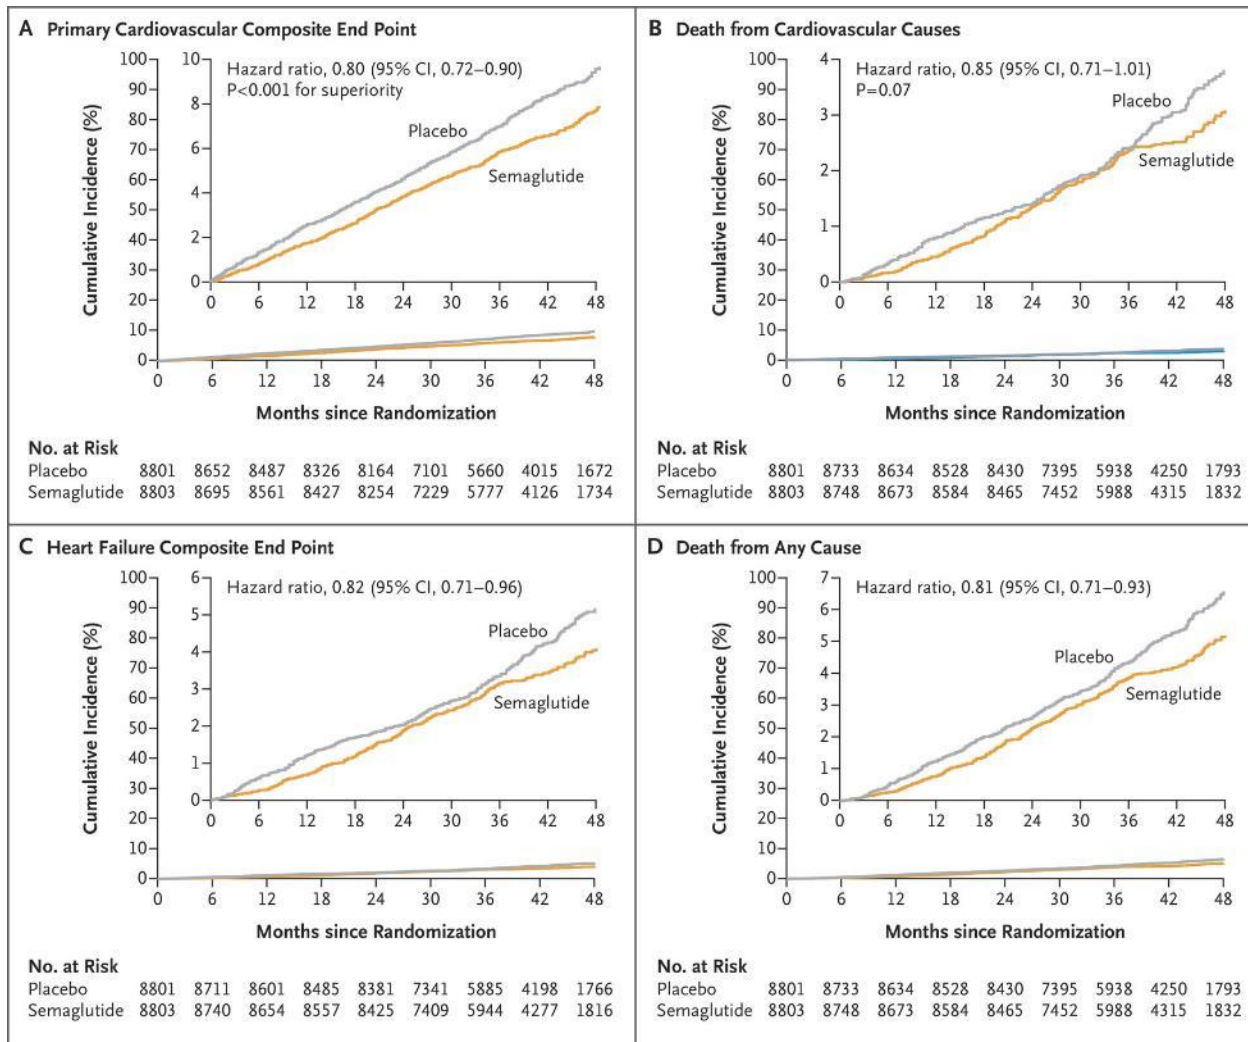 A Primary Cardiovascular Composite End Point
Cumulative Incidence (%)
100
90
80
70
60
50
40
30
20
10
0
10
8
6
4
2
0
Hazard ratio, 0.80 (95% CI, 0.72–0.90)
P<0.001 for superiority
Placebo
Semaglutide
0 6 12 18 24 30 36 42 48
0 6 12 18 24 30 36 42 48
Months since Randomization
No. at Risk
Placebo 8801 8652 8487 8326 8164 7101 5660 4015 1672
Semaglutide 8803 8695 8561 8427 8254 7229 5777 4126 1734
B Death from Cardiovascular Causes
Cumulative Incidence (%)
100
90
80
70
60
50
40
30
20
10
0
4
3
2
1
0
Hazard ratio, 0.85 (95% CI, 0.71–1.01)
P=0.07
Placebo
Semaglutide
0 6 12 18 24 30 36 42 48
0 6 12 18 24 30 36 42 48
Months since Randomization
No. at Risk
Placebo 8801 8733 8634 8528 8430 7395 5938 4250 1793
Semaglutide 8803 8748 8673 8584 8465 7452 5988 4315 1832
C Heart Failure Composite End Point
Cumulative Incidence (%)
100
90
80
70
60
50
40
30
20
10
0
6
5
4
3
2
1
0
Hazard ratio, 0.82 (95% CI, 0.71–0.96)
Placebo
Semaglutide
0 6 12 18 24 30 36 42 48
0 6 12 18 24 30 36 42 48
Months since Randomization
No. at Risk
Placebo 8801 8711 8601 8485 8381 7341 5885 4198 1766
Semaglutide 8803 8740 8654 8557 8425 7409 5944 4277 1816
D Death from Any Cause
Cumulative Incidence (%)
100
90
80
70
60
50
40
30
20
10
0
7
6
5
4
3
2
1
0
Hazard ratio, 0.81 (95% CI, 0.71–0.93)
Placebo
Semaglutide
0 6 12 18 24 30 36 42 48
0 6 12 18 24 30 36 42 48
Months since Randomization
No. at Risk
Placebo 8801 8733 8634 8528 8430 7395 5938 4250 1793
Semaglutide 8803 8748 8673 8584 8465 7452 5988 4315 1832